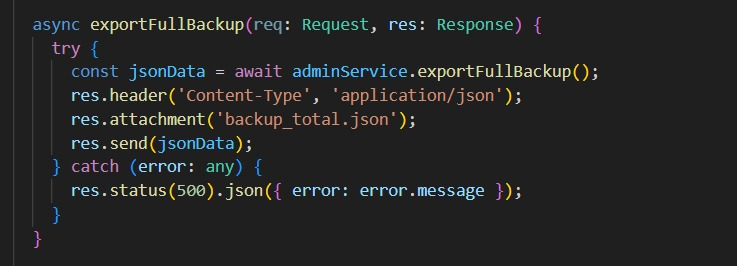 async exportFullBackup(req: Request, res: Response) {
  try {
    const jsonData = await adminService.exportFullBackup();
    res.header('Content-Type', 'application/json');
    res.attachment('backup_total.json');
    res.send(jsonData);
  } catch (error: any) {
    res.status(500).json({ error: error.message });
  }
}